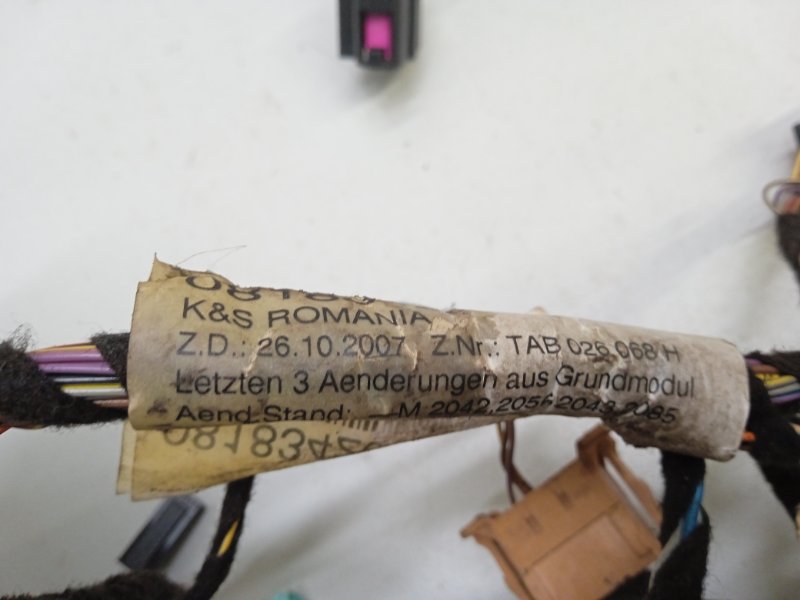 K&S ROMANIA
Z.D.: 26.10.2007 Z.Nr.: TAB 026 068 H
Letzten 3 Aenderungen aus Grundmodul
Aend-Stand: M 2042,2056,2043,2085